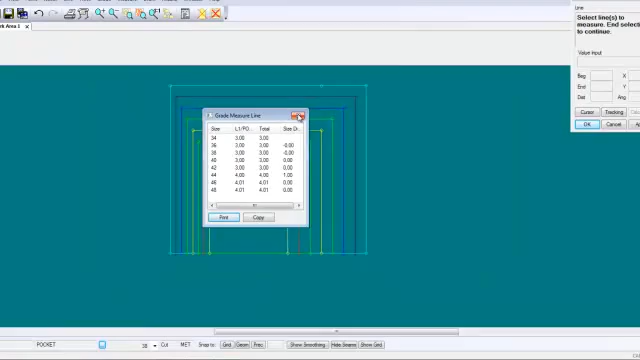 rk Area 1
Line
Select line(s) to
measure. End select
to continue.
Value Input
Beg
X
End
Y
Dist
Ang
Cursor
Tracking
OK
Cancel
Ap
Grade Measure Line
Size L1/PO... Total Size Di...
34 3.00 3.00
36 3.00 3.00 -0.00
38 3.00 3.00 -0.00
40 3.00 3.00 0.00
42 3.00 3.00 0.00
44 4.00 4.00 1.00
46 4.01 4.01 0.00
48 4.01 4.01 0.00
Print Copy
POCKET 38 Cut MET Snap to: Grid Geom Prec. Show Smoothing Hide Seams Show Grid